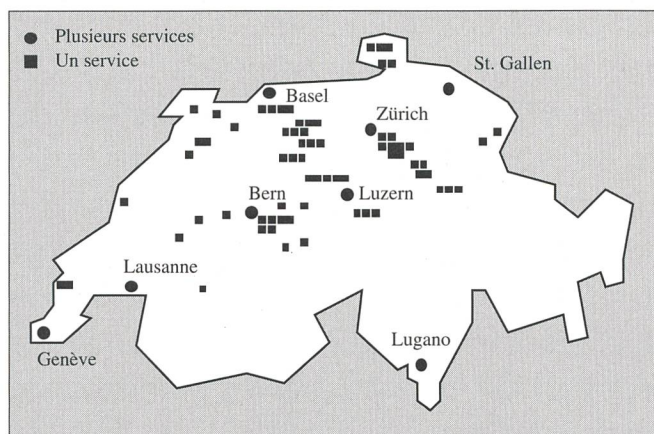 Plusieurs services
Un service
St. Gallen
Basel
Zürich
Bern
Luzern
Lausanne
Genève
Lugano